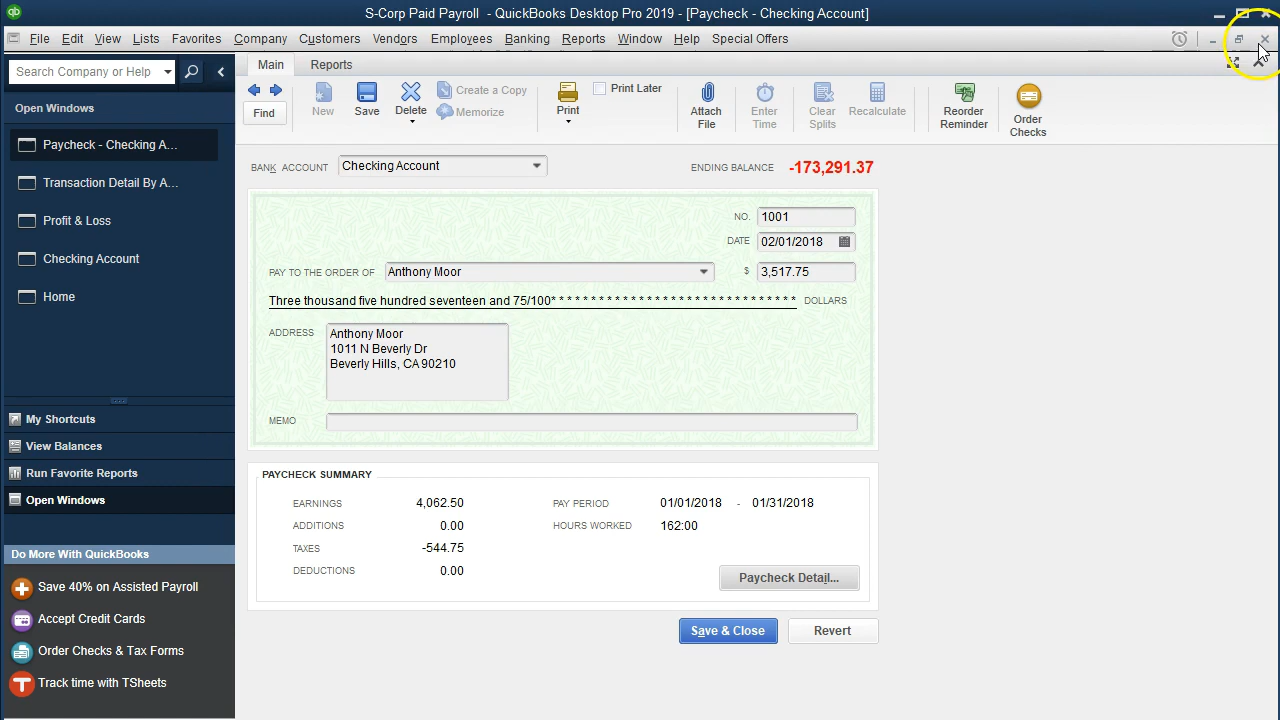 S-Corp Paid Payroll - QuickBooks Desktop Pro 2019 - [Paycheck - Checking Account]
File Edit View Lists Favorites Company Customers Vendors Employees Banking Reports Window Help Special Offers
Search Company or Help
Main Reports
Open Windows
Paycheck - Checking A...
Transaction Detail By A...
Profit & Loss
Checking Account
Home
My Shortcuts
View Balances
Run Favorite Reports
Open Windows
Do More With QuickBooks
Save 40% on Assisted Payroll
Accept Credit Cards
Order Checks & Tax Forms
Track time with TSheets
Find
New
Save
Delete
Create a Copy
Memorize
Print
Print Later
Attach
File
Enter
Time
Clear
Splits
Recalculate
Reorder
Reminder
Order
Checks
BANK ACCOUNT Checking Account ENDING BALANCE -173,291.37
NO. 1001
DATE 02/01/2018
PAY TO THE ORDER OF Anthony Moor $ 3,517.75
Three thousand five hundred seventeen and 75/100* * * * * * * * * * * * * * * * * * * * * * * * * * * * * * * DOLLARS
ADDRESS
Anthony Moor
1011 N Beverly Dr
Beverly Hills, CA 90210
MEMO
PAYCHECK SUMMARY
EARNINGS 4,062.50 PAY PERIOD 01/01/2018 - 01/31/2018
ADDITIONS 0.00 HOURS WORKED 162:00
TAXES -544.75
DEDUCTIONS 0.00
Paycheck Detail...
Save & Close Revert